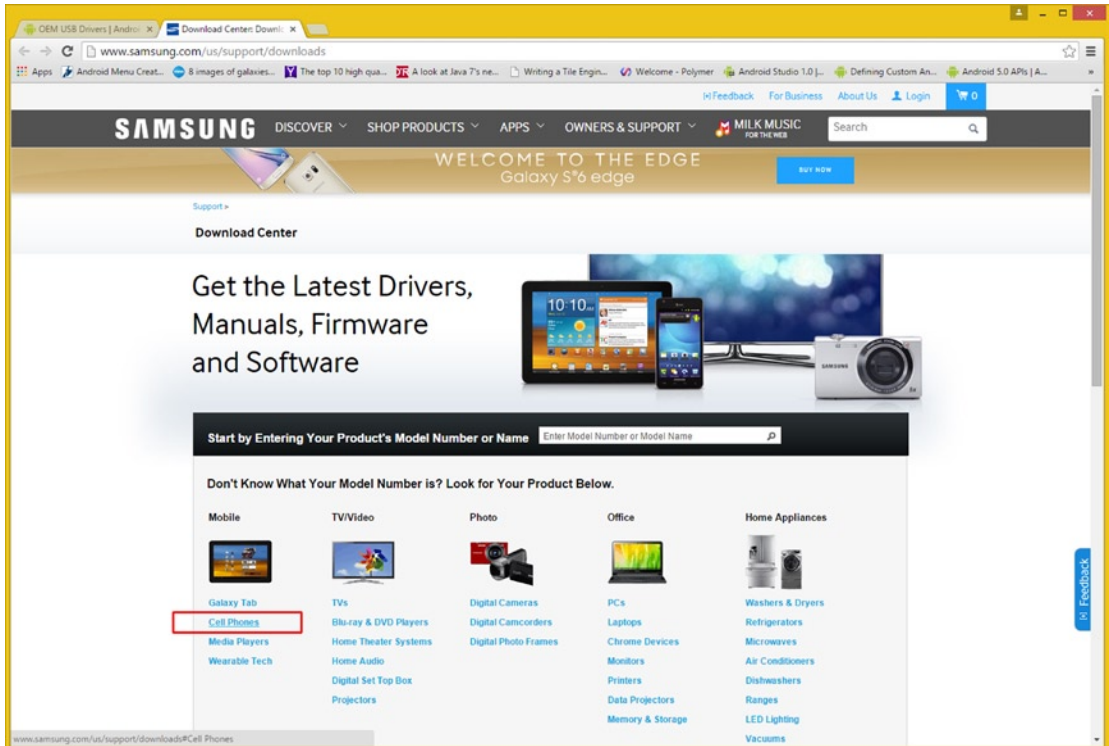 OEM USB Drivers | Androi
Download Center: Downlo
www.samsung.com/us/support/downloads
Apps
Android Menu Creat...
8 images of galaxies...
The top 10 high qua...
A look at Java 7's ne...
Writing a Tile Engin...
Welcome - Polymer
Android Studio 1.0 J...
Defining Custom An...
Android 5.0 APIs | A...
»
[+] Feedback
For Business
About Us
Login
0
SAMSUNG
DISCOVER
SHOP PRODUCTS
APPS
OWNERS & SUPPORT
MILK MUSIC
FOR THE WEB
Search
WELCOME TO THE EDGE
Galaxy S®6 edge
BUY NOW
Support >
Download Center
Get the Latest Drivers,
Manuals, Firmware
and Software
10:10
SAMSUNG
Start by Entering Your Product's Model Number or Name
Enter Model Number or Model Name
Don't Know What Your Model Number is? Look for Your Product Below.
Mobile
TV/Video
Photo
Office
Home Appliances
Galaxy Tab
TVs
Digital Cameras
PCs
Washers & Dryers
Cell Phones
Blu-ray & DVD Players
Digital Camcorders
Laptops
Refrigerators
Media Players
Home Theater Systems
Digital Photo Frames
Chrome Devices
Microwaves
Wearable Tech
Home Audio
Monitors
Air Conditioners
Digital Set Top Box
Printers
Dishwashers
Projectors
Data Projectors
Ranges
Memory & Storage
LED Lighting
Vacuums
[+] Feedback
www.samsung.com/us/support/downloads#Cell Phones